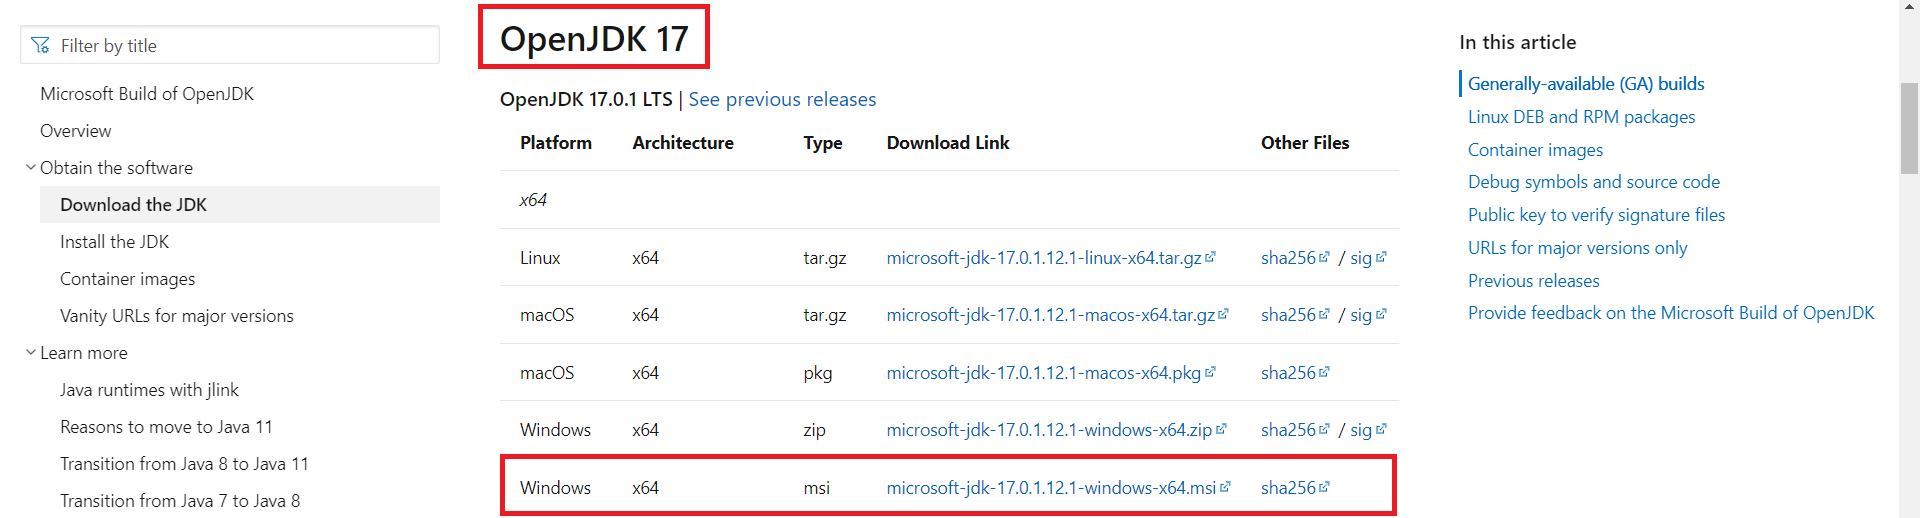 Filter by title
Microsoft Build of OpenJDK
Overview
Obtain the software
Download the JDK
Install the JDK
Container images
Vanity URLs for major versions
Learn more
Java runtimes with jlink
Reasons to move to Java 11
Transition from Java 8 to Java 11
Transition from Java 7 to Java 8
OpenJDK 17
OpenJDK 17.0.1 LTS | See previous releases
Platform Architecture Type Download Link Other Files
x64
Linux x64 tar.gz microsoft-jdk-17.0.1.12.1-linux-x64.tar.gz sha256 / sig
macOS x64 tar.gz microsoft-jdk-17.0.1.12.1-macos-x64.tar.gz sha256 / sig
macOS x64 pkg microsoft-jdk-17.0.1.12.1-macos-x64.pkg sha256
Windows x64 zip microsoft-jdk-17.0.1.12.1-windows-x64.zip sha256 / sig
Windows x64 msi microsoft-jdk-17.0.1.12.1-windows-x64.msi sha256
In this article
Generally-available (GA) builds
Linux DEB and RPM packages
Container images
Debug symbols and source code
Public key to verify signature files
URLs for major versions only
Previous releases
Provide feedback on the Microsoft Build of OpenJDK